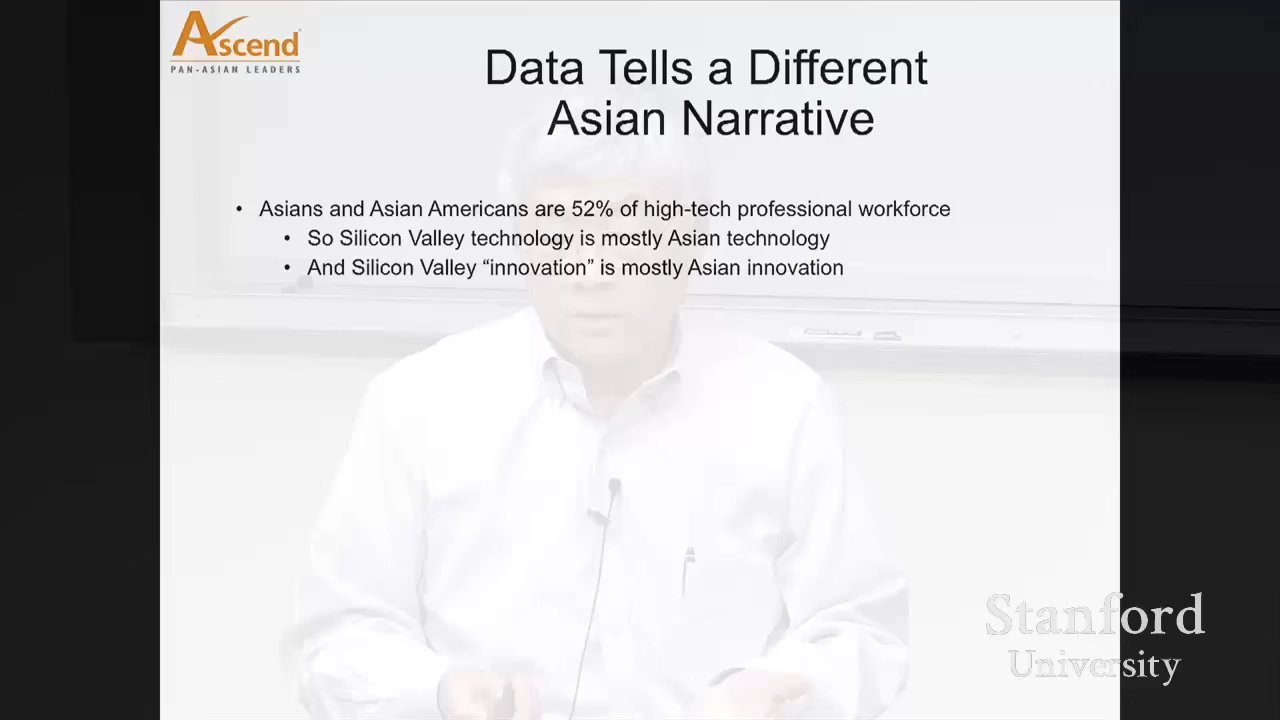 Ascend
PAN-ASIAN LEADERS
Data Tells a Different
Asian Narrative
• Asians and Asian Americans are 52% of high-tech professional workforce
• So Silicon Valley technology is mostly Asian technology
• And Silicon Valley “innovation” is mostly Asian innovation
Stanford
University